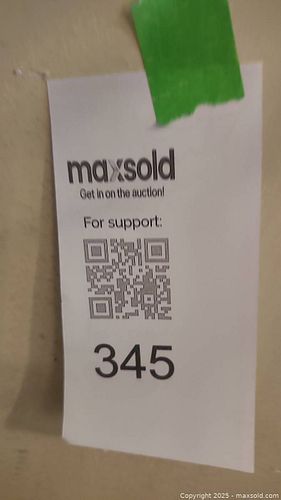 maxsold
Get in on the auction!
For support:
345
Copyright 2025 - maxsold.com